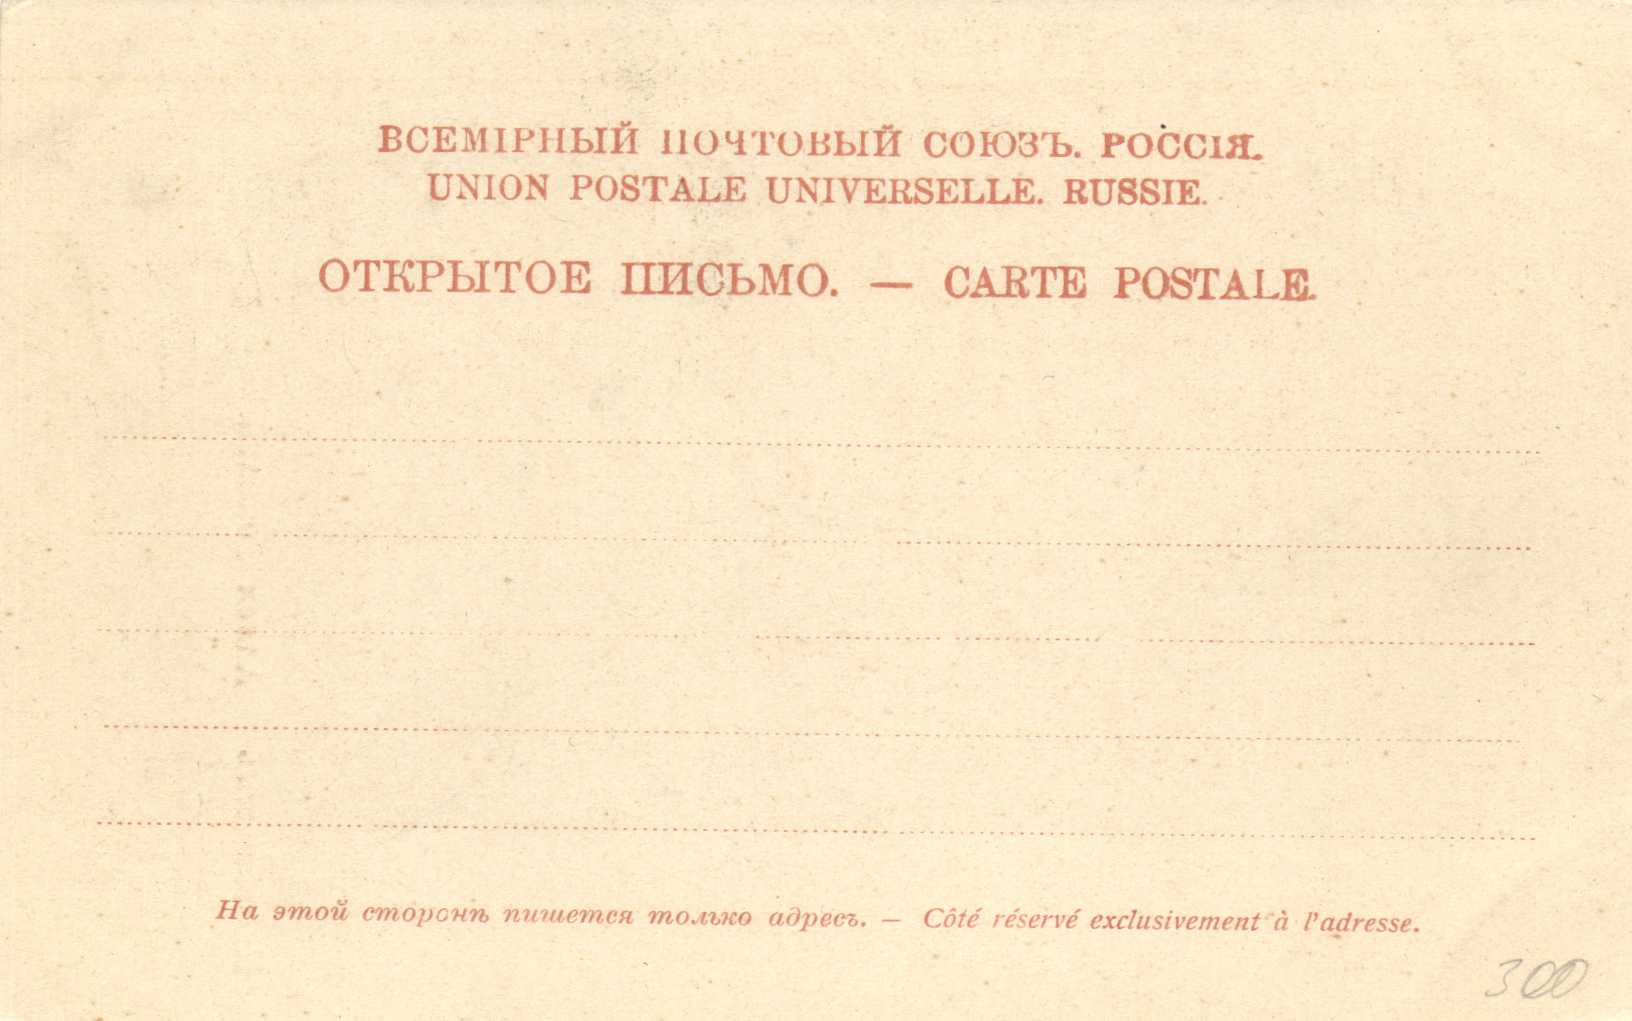 ВСЕМІРНЫЙ ПОЧТОВЫЙ СОЮЗЪ. РОССІЯ.
UNION POSTALE UNIVERSELLE. RUSSIE.
ОТКРЫТОЕ ПИСЬМО. — CARTE POSTALE.
На этой сторонѣ пишется только адресъ. — Côté réservé exclusivement à l'adresse.
300